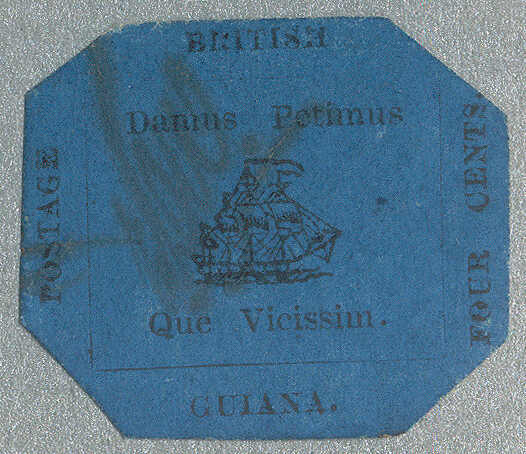 BRITISH
Damus Petimus
Que Vicissim.
GUIANA.
POSTAGE
FOUR CENTS.